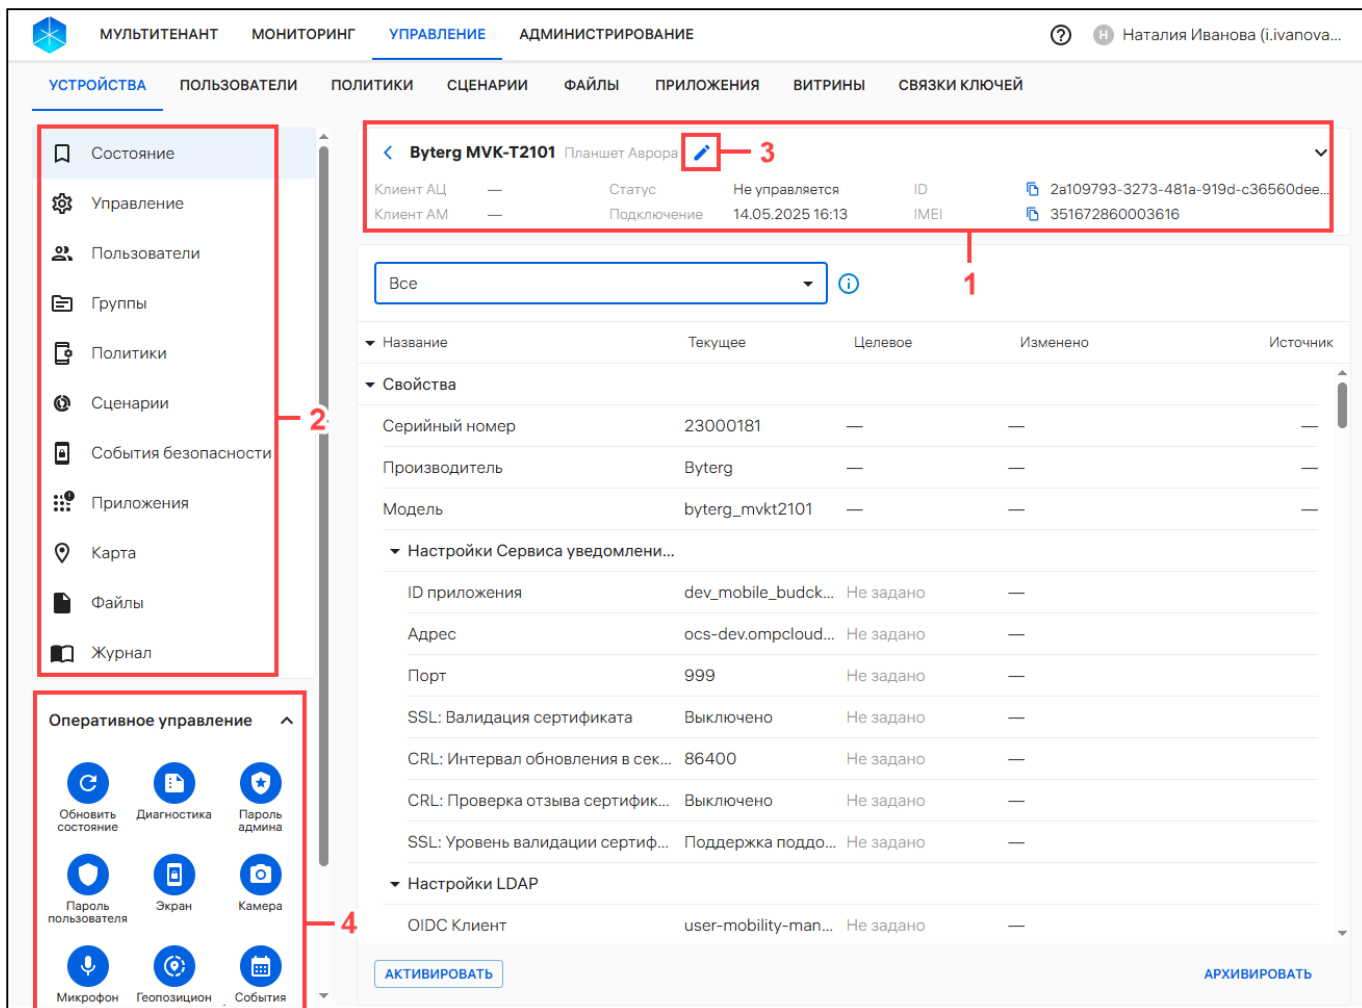 МУЛЬТИТЕНАНТ МОНИТОРИНГ УПРАВЛЕНИЕ АДМИНИСТРИРОВАНИЕ Н Наталия Иванова (i.ivanova...
УСТРОЙСТВА ПОЛЬЗОВАТЕЛИ ПОЛИТИКИ СЦЕНАРИИ ФАЙЛЫ ПРИЛОЖЕНИЯ ВИТРИНЫ СВЯЗКИ КЛЮЧЕЙ
Состояние
Управление
Пользователи
Группы
Политики
Сценарии
События безопасности
Приложения
Карта
Файлы
Журнал
2
Оперативное управление
Обновить состояние
Диагностика
Пароль админа
Пароль пользователя
Экран
Камера
Микрофон
Геопозицион
События
4
Byterg MVK-T2101 Планшет Аврора 3
Клиент АЦ — Статус Не управляется ID 2a109793-3273-481a-919d-c36560dee...
Клиент АМ — Подключение 14.05.2025 16:13 IMEI 351672860003616
1
Все
Название Текущее Целевое Изменено Источник
Свойства
Серийный номер 23000181 — — —
Производитель Byterg — — —
Модель byterg_mvkt2101 — — —
Настройки Сервиса уведомлени...
ID приложения dev_mobile_budck... Не задано —
Адрес ocs-dev.ompcloud... Не задано —
Порт 999 Не задано —
SSL: Валидация сертификата Выключено Не задано —
CRL: Интервал обновления в сек... 86400 Не задано —
CRL: Проверка отзыва сертифик... Выключено Не задано —
SSL: Уровень валидации сертиф... Поддержка поддо... Не задано —
Настройки LDAP
OIDC Клиент user-mobility-man... Не задано —
АКТИВИРОВАТЬ АРХИВИРОВАТЬ